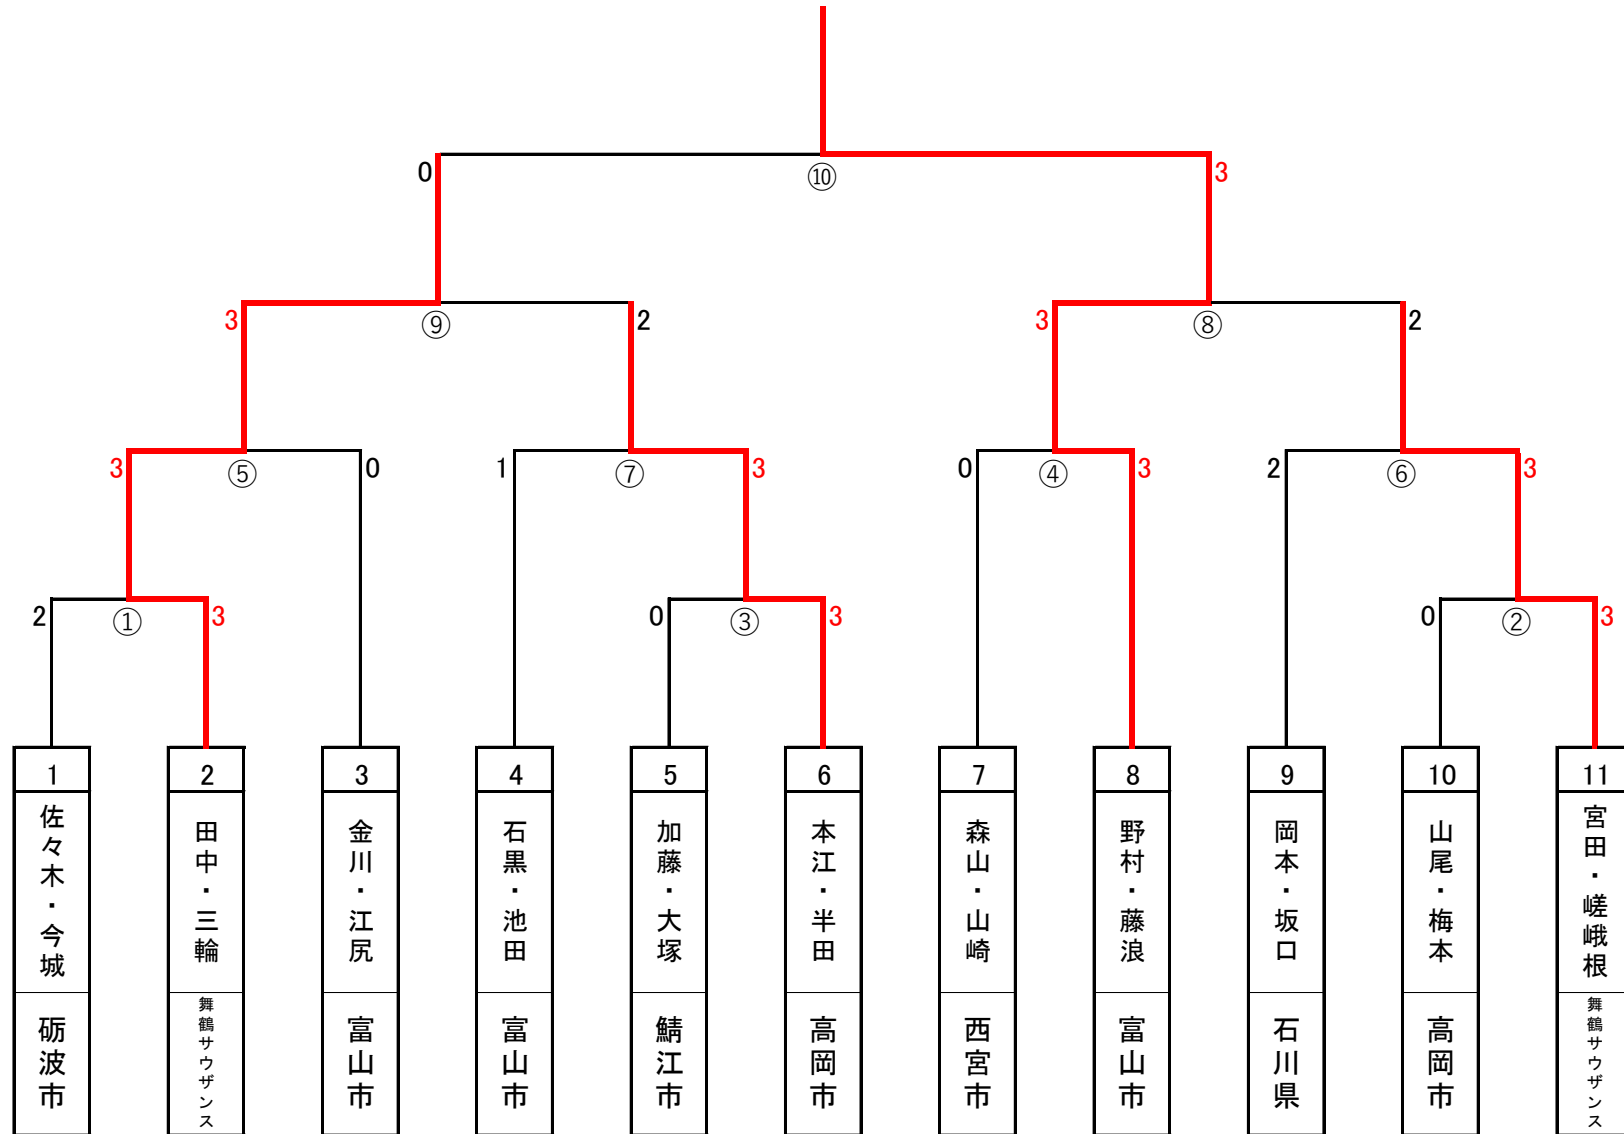 0
⑩
3
3
⑨
2
3
⑧
2
3
⑤
0
1
⑦
3
0
④
3
2
⑥
3
2
①
3
0
③
3
0
②
3
1
2
3
4
5
6
7
8
9
10
11
佐々木・今城
田中・三輪
金川・江尻
石黒・池田
加藤・大塚
本江・半田
森山・山崎
野村・藤浪
岡本・坂口
山尾・梅本
宮田・嵯峨根
砺波市
舞鶴サウザンス
富山市
富山市
鯖江市
高岡市
西宮市
富山市
石川県
高岡市
舞鶴サウザンス